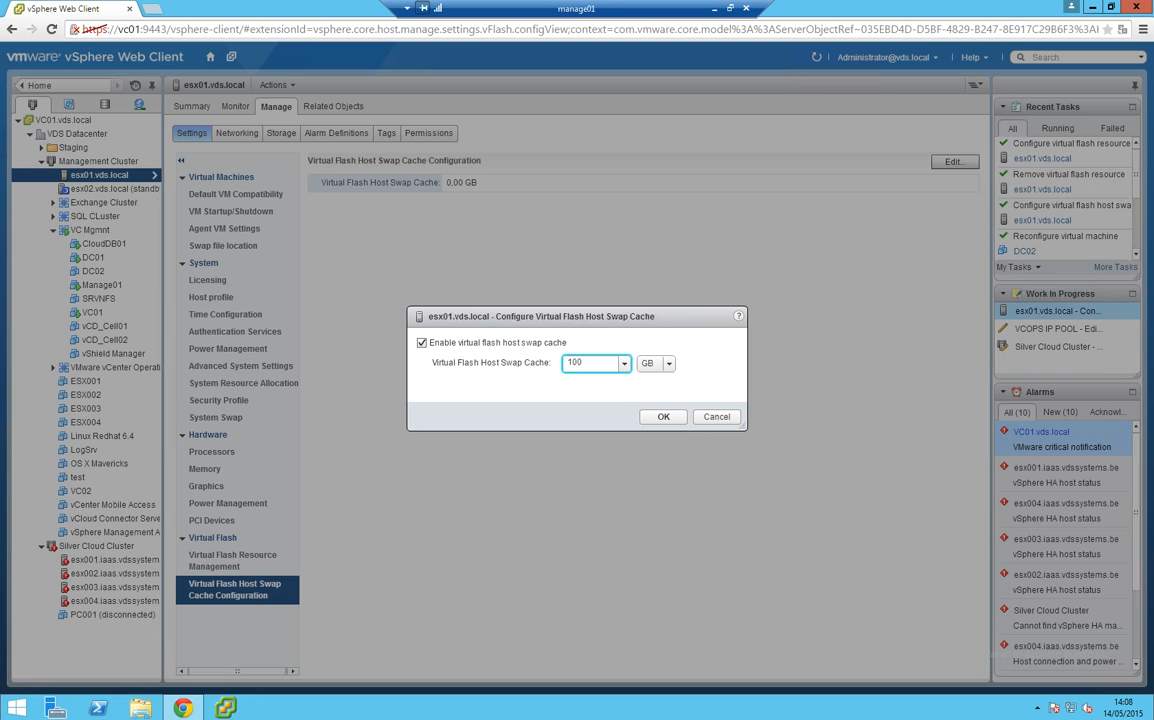 vSphere Web Client
manage01
https://vc01:9443/vsphere-client/#extensionId=vsphere.core.host.manage.settings.vFlash.configView;context=com.vmware.core.model%3A%3AServerObjectRef~035EBD4D-D5BF-4829-B247-8E917C29B6F3%3A
vmware® vSphere Web Client
Administrator@vds.local
Help
Search
Home
VC01.vds.local
VDS Datacenter
Staging
Management Cluster
esx01.vds.local
esx02.vds.local (standb
Exchange Cluster
SQL CLuster
VC Mgmnt
CloudDB01
DC01
DC02
Manage01
SRVNFS
VC01
vCD_Cell01
vCD_Cell02
vShield Manager
VMware vCenter Operati
ESX001
ESX002
ESX003
ESX004
Linux Redhat 6.4
LogSrv
OS X Mavericks
test
VC02
vCenter Mobile Access
vCloud Connector Serve
vSphere Management A
Silver Cloud Cluster
esx001.iaas.vdssystem
esx002.iaas.vdssystem
esx003.iaas.vdssystem
esx004.iaas.vdssystem
PC001 (disconnected)
esx01.vds.local
Actions
Summary
Monitor
Manage
Related Objects
Settings
Networking
Storage
Alarm Definitions
Tags
Permissions
Virtual Machines
Default VM Compatibility
VM Startup/Shutdown
Agent VM Settings
Swap file location
System
Licensing
Host profile
Time Configuration
Authentication Services
Power Management
Advanced System Settings
System Resource Allocation
Security Profile
System Swap
Hardware
Processors
Memory
Graphics
Power Management
PCI Devices
Virtual Flash
Virtual Flash Resource
Management
Virtual Flash Host Swap
Cache Configuration
Virtual Flash Host Swap Cache Configuration
Edit...
Virtual Flash Host Swap Cache: 0,00 GB
esx01.vds.local - Configure Virtual Flash Host Swap Cache
?
Enable virtual flash host swap cache
Virtual Flash Host Swap Cache: 100 GB
OK
Cancel
Recent Tasks
All
Running
Failed
Configure virtual flash resource
esx01.vds.local
Remove virtual flash resource
esx01.vds.local
Configure virtual flash host swa
esx01.vds.local
Reconfigure virtual machine
DC02
My Tasks
More Tasks
Work In Progress
esx01.vds.local - Con...
VCOPS IP POOL - Edi...
Silver Cloud Cluster - ...
Alarms
All (10)
New (10)
Acknowl...
VC01.vds.local
VMware critical notification
esx001.iaas.vdssystems.be
vSphere HA host status
esx004.iaas.vdssystems.be
vSphere HA host status
esx003.iaas.vdssystems.be
vSphere HA host status
esx002.iaas.vdssystems.be
vSphere HA host status
Silver Cloud Cluster
Cannot find vSphere HA ma...
esx004.iaas.vdssystems.be
Host connection and power ...
14:08
14/05/2015